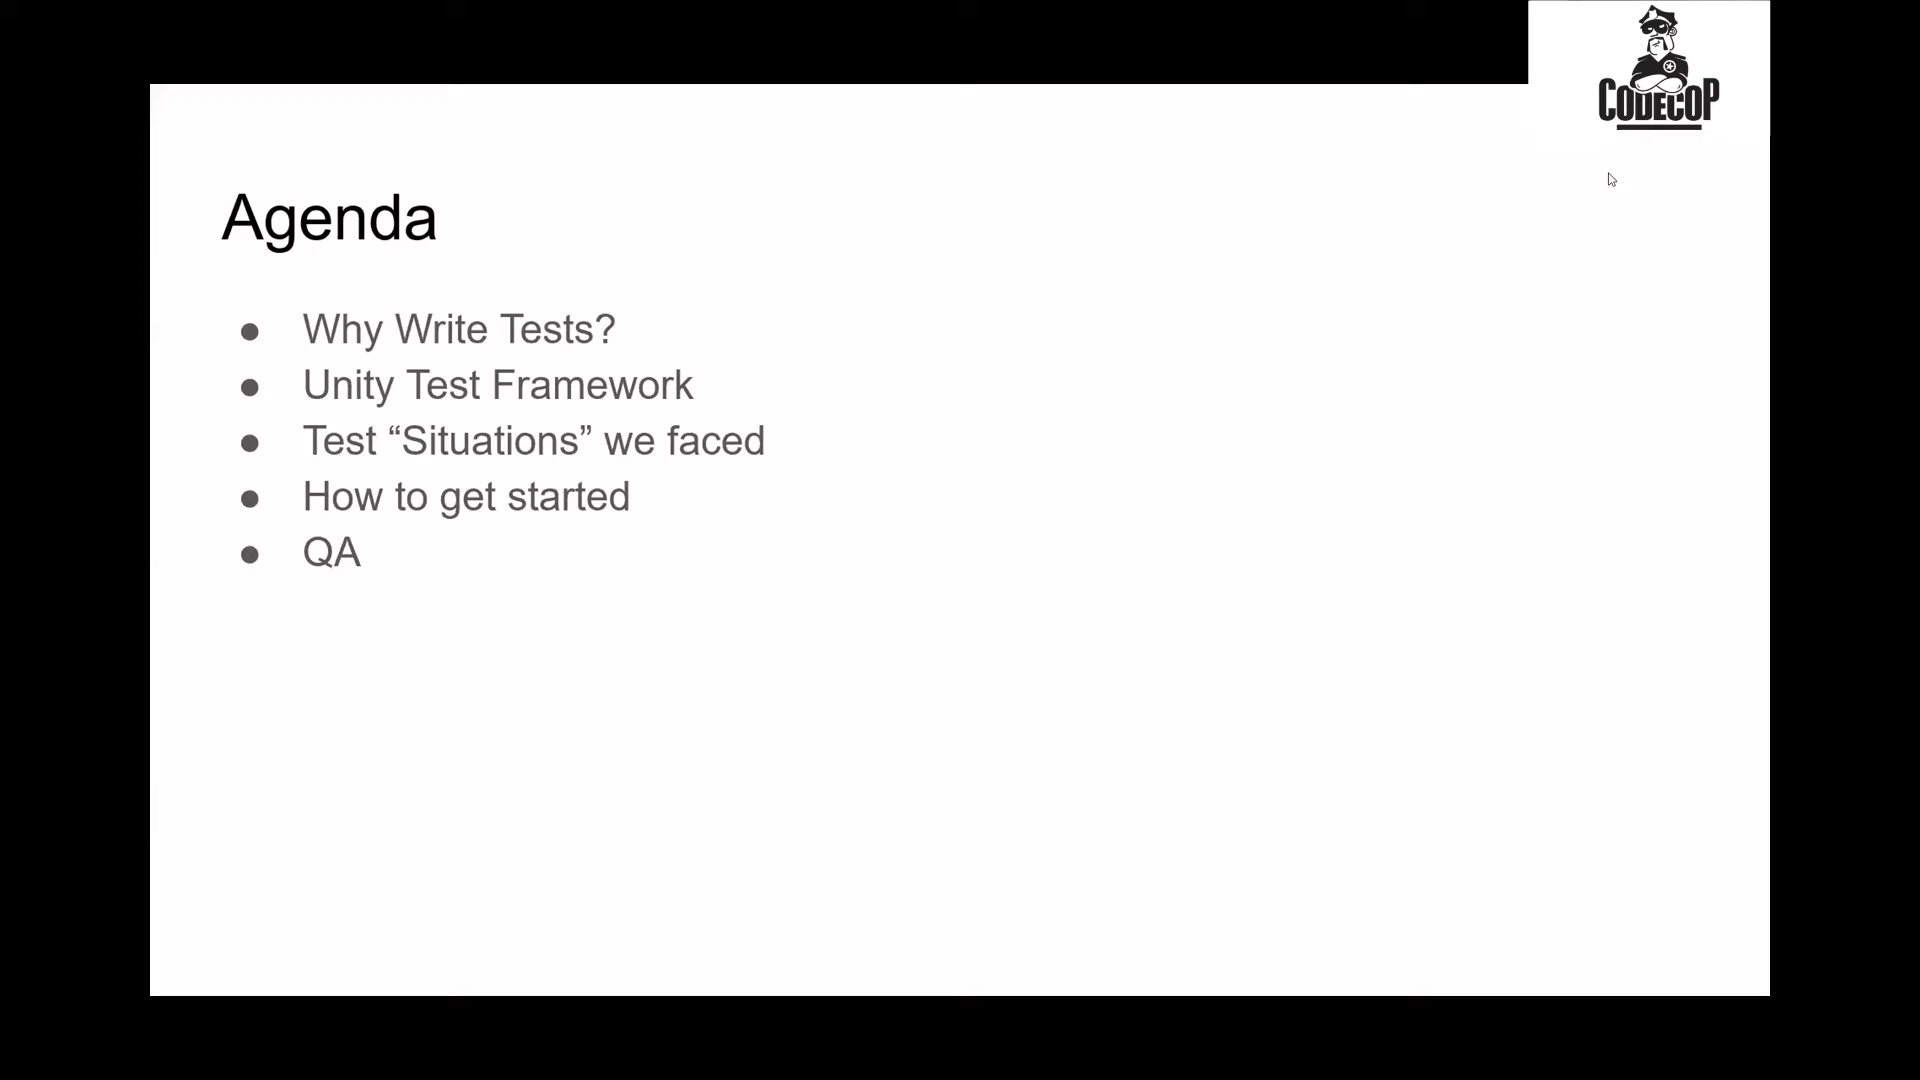 CODECOP
Agenda
● Why Write Tests?
● Unity Test Framework
● Test “Situations” we faced
● How to get started
● QA